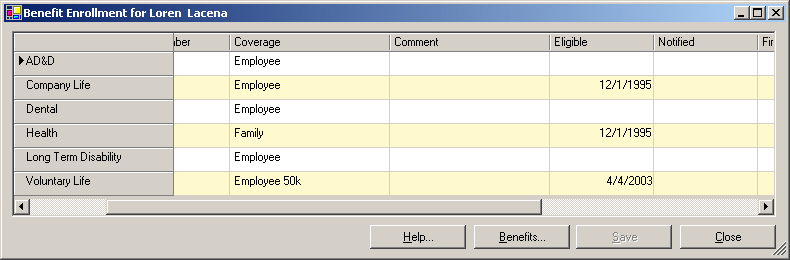 Benefit Enrollment for Loren Lacena
nber Coverage Comment Eligible Notified Fir
AD&D Employee
Company Life Employee 12/1/1995
Dental Employee
Health Family 12/1/1995
Long Term Disability Employee
Voluntary Life Employee 50k 4/4/2003
Help... Benefits... Save Close